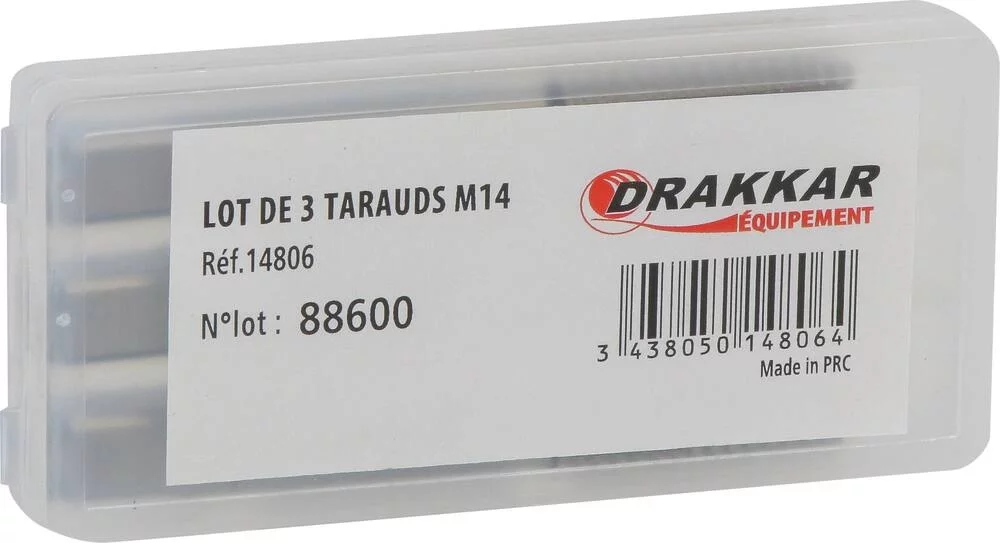 LOT DE 3 TARAUDS M14
Réf.14806
N°lot : 88600
DRAKKAR
ÉQUIPEMENT
3 438050 148064
Made in PRC